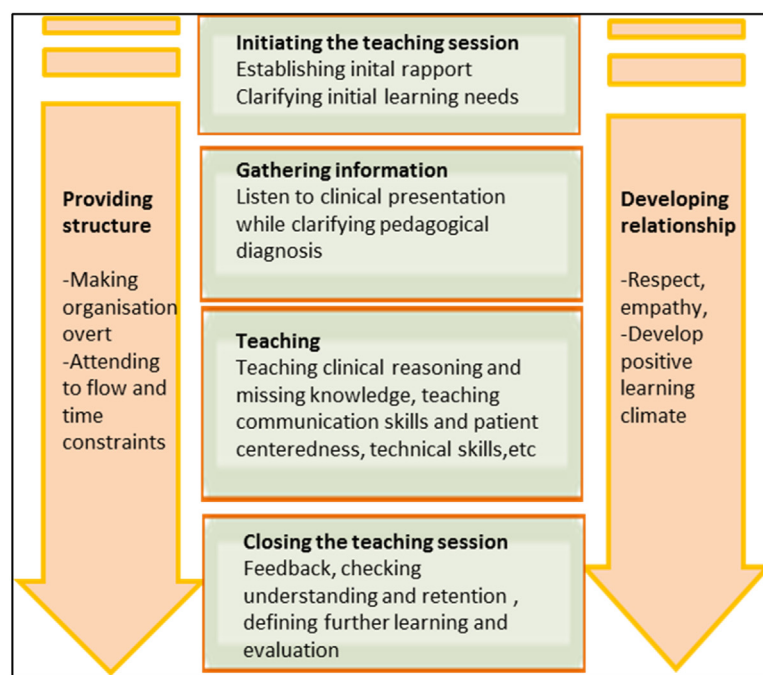 Initiating the teaching session
Establishing inital rapport
Clarifying initial learning needs
Gathering information
Listen to clinical presentation
while clarifying pedagogical
diagnosis
Teaching
Teaching clinical reasoning and
missing knowledge, teaching
communication skills and patient
centeredness, technical skills,etc
Closing the teaching session
Feedback, checking
understanding and retention ,
defining further learning and
evaluation
Providing
structure
-Making
organisation
overt
-Attending
to flow and
time
constraints
Developing
relationship
-Respect,
empathy,
-Develop
positive
learning
climate